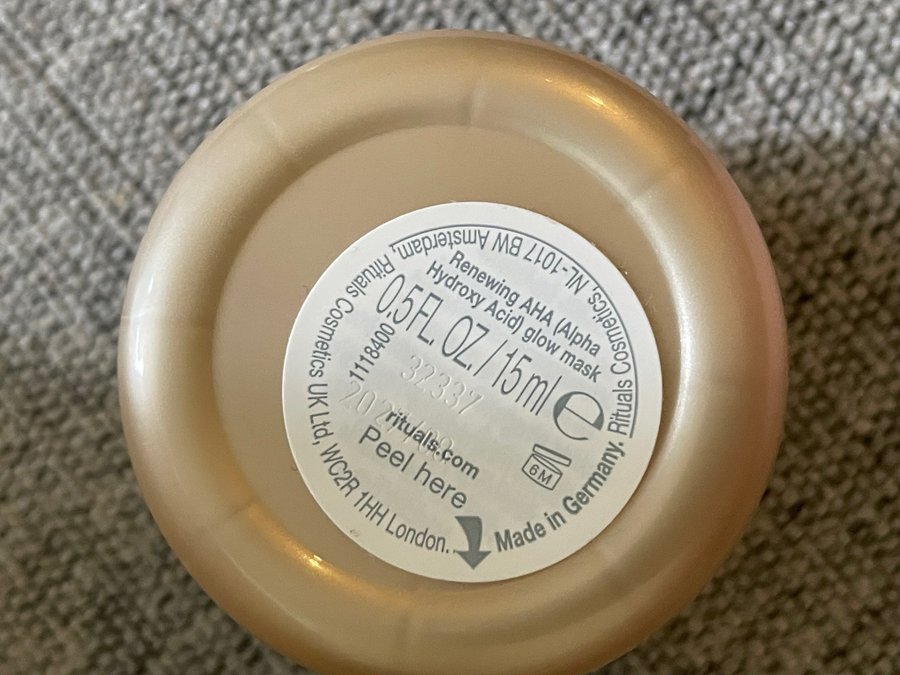 Renewing AHA (Alpha
Hydroxy Acid) glow mask
0.5FL OZ./ 15ml e
1118400
32337
rituals.com
Peel here
6M
Made in Germany. Rituals Cosmetics, NL-1017 BW Amsterdam, Rituals Cosmetics UK Ltd, WC2R 1HH London.